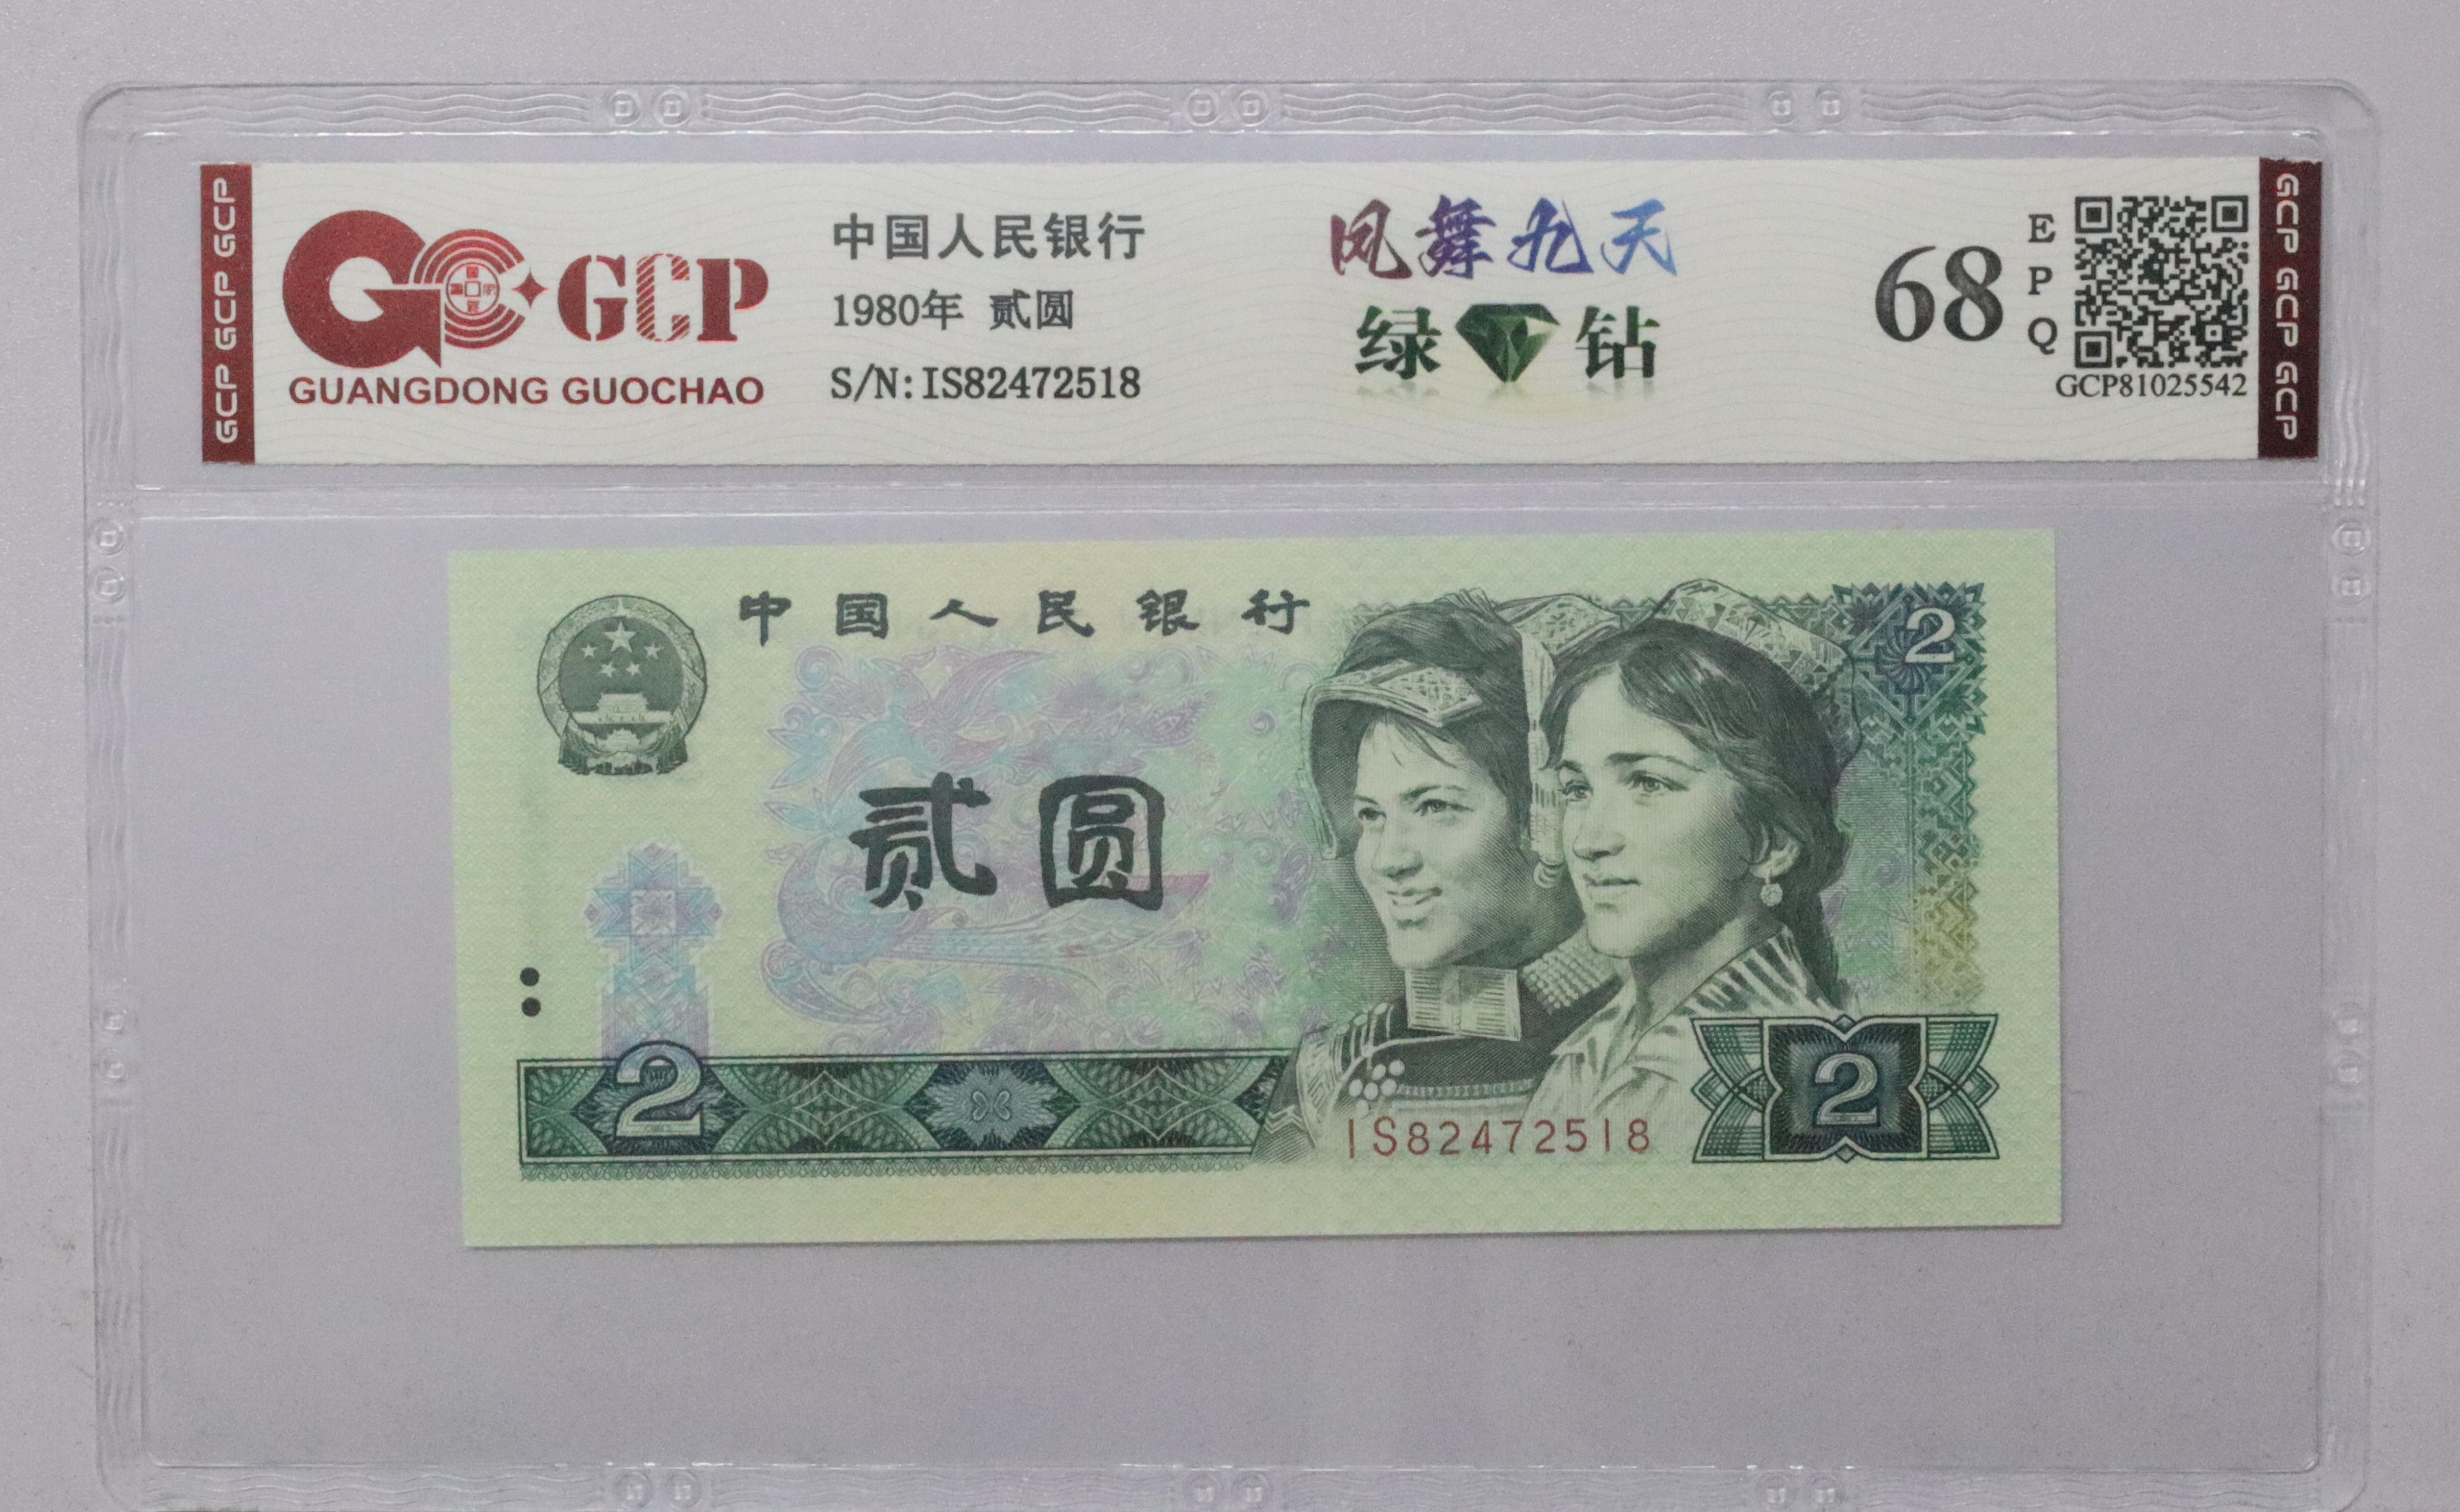 GCP GCP GCP
GCP
GUANGDONG GUOCHAO
中国人民银行
1980年 贰圆
S/N:IS82472518
凤舞九天
绿钻
68
EPQ
GCP81025542
GCP GCP GCP
中国人民银行
2
贰圆
2
2
IS82472518